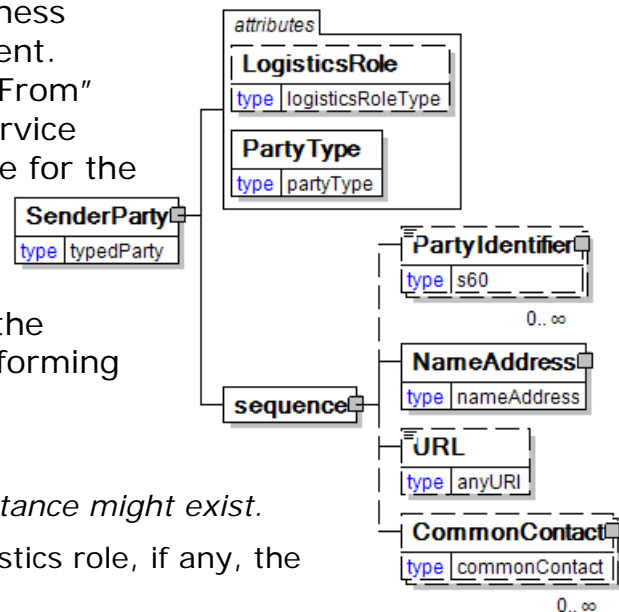 ness
ent.
From"
rvice
e for the
the
forming
tance might exist.
stics role, if any, the
attributes
LogisticsRole
type logisticsRoleType
PartyType
type partyType
SenderParty
type typedParty
sequence
PartyIdentifier
type s60
0.. ∞
NameAddress
type nameAddress
URL
type anyURI
CommonContact
type commonContact
0.. ∞